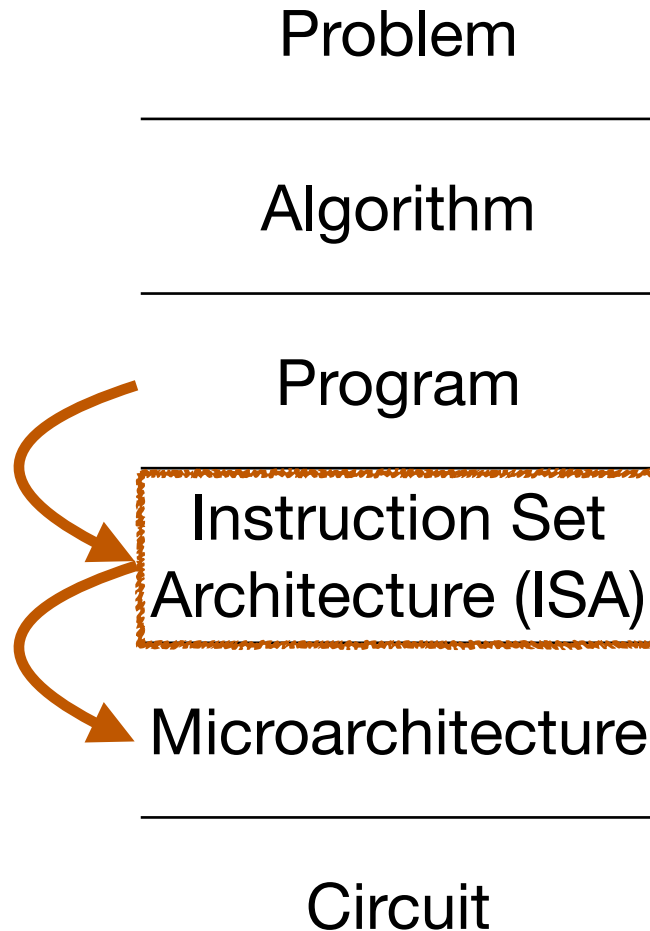 Problem
Algorithm
Program
Instruction Set
Architecture (ISA)
Microarchitecture
Circuit